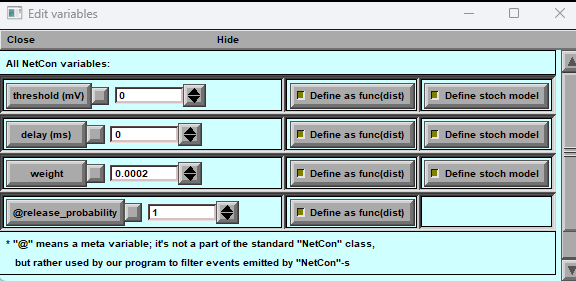 Edit variables
Close Hide
All NetCon variables:
threshold (mV) 0 Define as func(dist) Define stoch model
delay (ms) 0 Define as func(dist) Define stoch model
weight 0.0002 Define as func(dist) Define stoch model
@release_probability 1 Define as func(dist)
* "@" means a meta variable; it's not a part of the standard "NetCon" class,
but rather used by our program to filter events emitted by "NetCon"-s